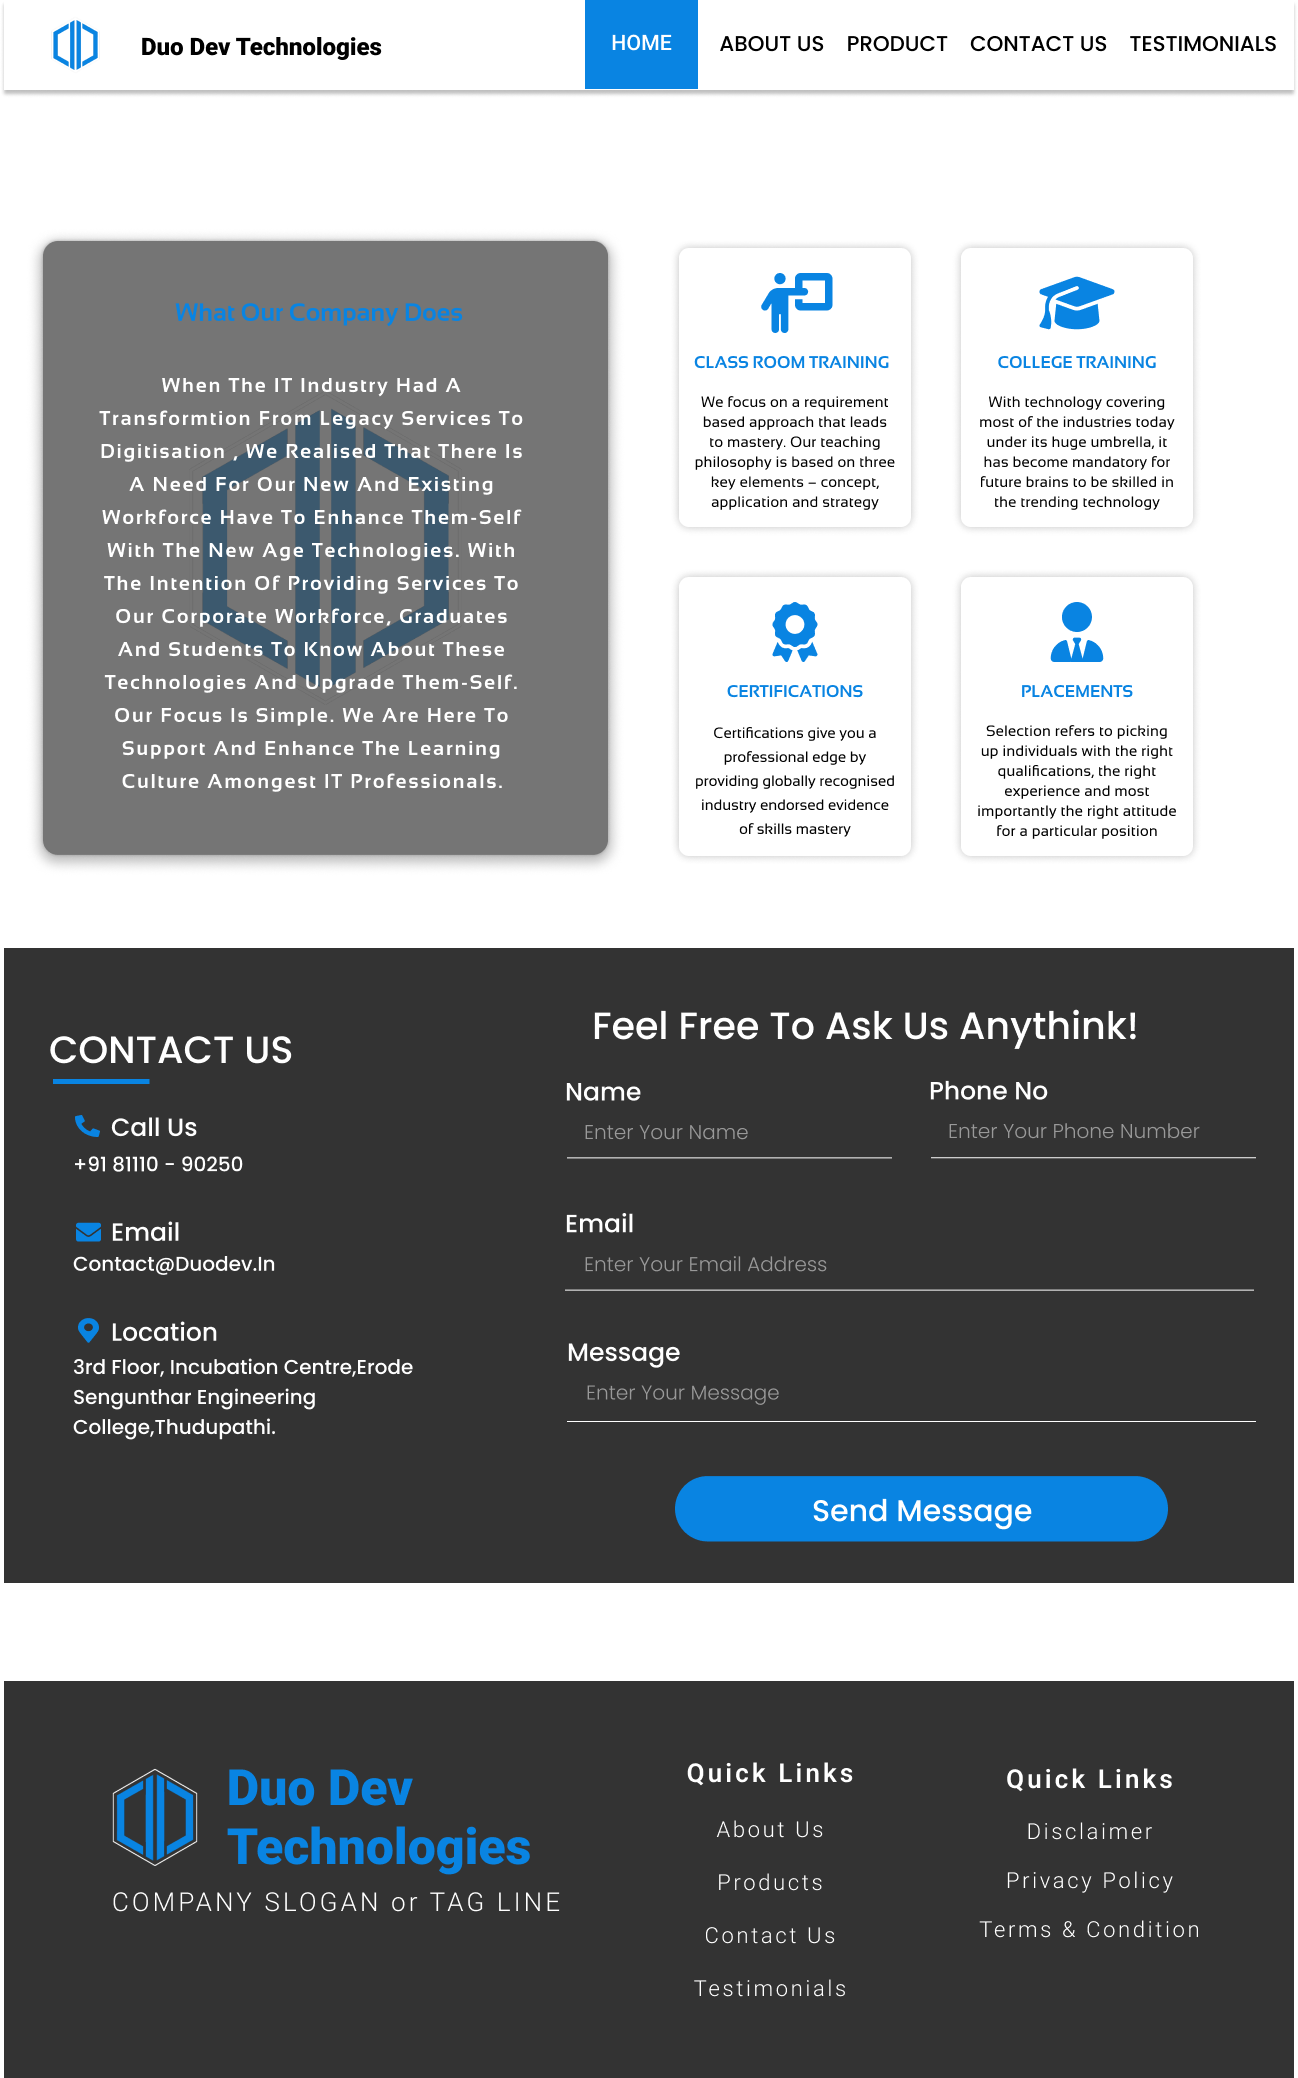 Duo Dev Technologies
HOME ABOUT US PRODUCT CONTACT US TESTIMONIALS
What Our Company Does
When The IT Industry Had A
Transformtion From Legacy Services To
Digitisation , We Realised That There Is
A Need For Our New And Existing
Workforce Have To Enhance Them-Self
With The New Age Technologies. With
The Intention Of Providing Services To
Our Corporate Workforce, Graduates
And Students To Know About These
Technologies And Upgrade Them-Self.
Our Focus Is Simple. We Are Here To
Support And Enhance The Learning
Culture Amongest IT Professionals.
CLASS ROOM TRAINING
We focus on a requirement
based approach that leads
to mastery. Our teaching
philosophy is based on three
key elements – concept,
application and strategy
COLLEGE TRAINING
With technology covering
most of the industries today
under its huge umbrella, it
has become mandatory for
future brains to be skilled in
the trending technology
CERTIFICATIONS
Certifications give you a
professional edge by
providing globally recognised
industry endorsed evidence
of skills mastery
PLACEMENTS
Selection refers to picking
up individuals with the right
qualifications, the right
experience and most
importantly the right attitude
for a particular position
CONTACT US
Call Us
+91 81110 - 90250
Email
Contact@Duodev.In
Location
3rd Floor, Incubation Centre,Erode
Sengunthar Engineering
College,Thudupathi.
Feel Free To Ask Us Anythink!
Name
Enter Your Name
Phone No
Enter Your Phone Number
Email
Enter Your Email Address
Message
Enter Your Message
Send Message
Duo Dev
Technologies
COMPANY SLOGAN or TAG LINE
Quick Links
About Us
Products
Contact Us
Testimonials
Quick Links
Disclaimer
Privacy Policy
Terms & Condition